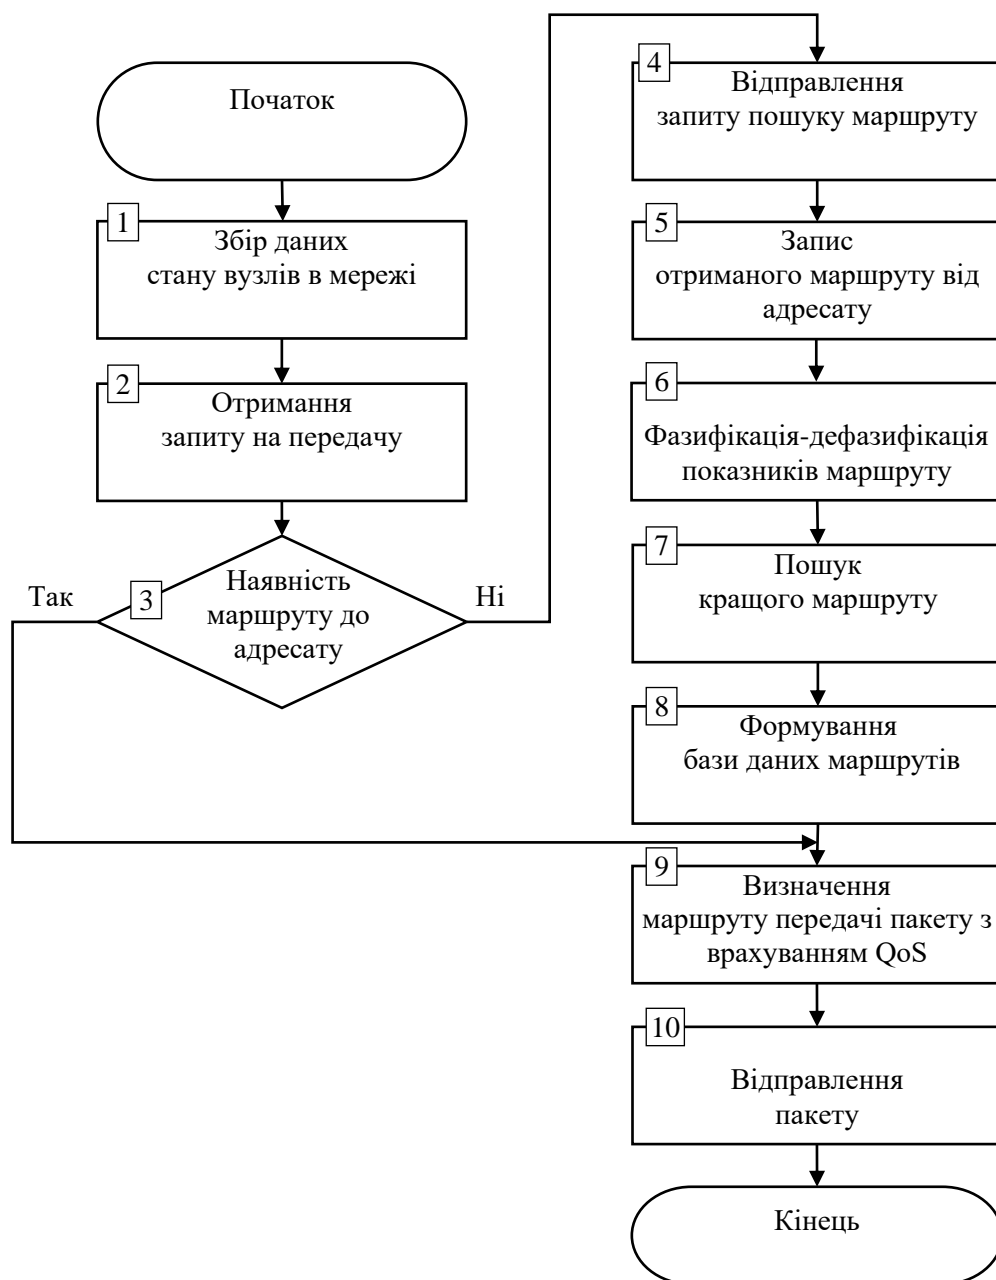 Початок
1
Збір даних
стану вузлів в мережі
2
Отримання
запиту на передачу
3
Наявність
маршруту до
адресату
Так
Ні
4
Відправлення
запиту пошуку маршруту
5
Запис
отриманого маршруту від
адресату
6
Фазифікація-дефазифікація
показників маршруту
7
Пошук
кращого маршруту
8
Формування
бази даних маршрутів
9
Визначення
маршруту передачі пакету з
врахуванням QoS
10
Відправлення
пакету
Кінець